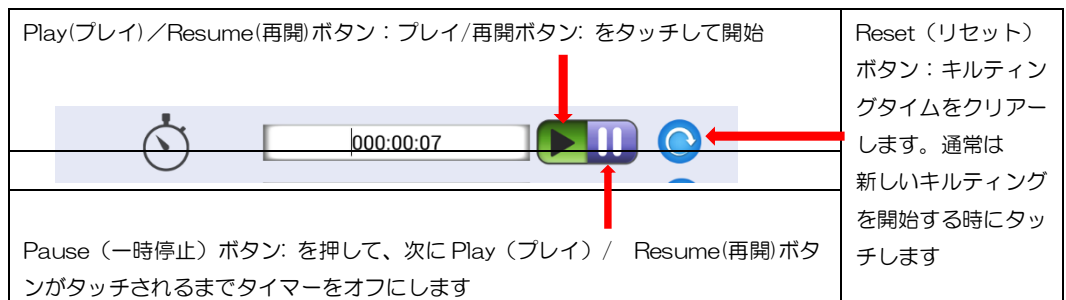 Play(プレイ)／Resume(再開)ボタン：プレイ/再開ボタン: をタッチして開始
000:00:07
Pause（一時停止）ボタン: を押して、次に Play（プレイ）/　Resume(再開)ボタ
ンがタッチされるまでタイマーをオフにします
Reset（リセット）
ボタン：キルティン
グタイムをクリアー
します。通常は
新しいキルティング
を開始する時にタッ
チします